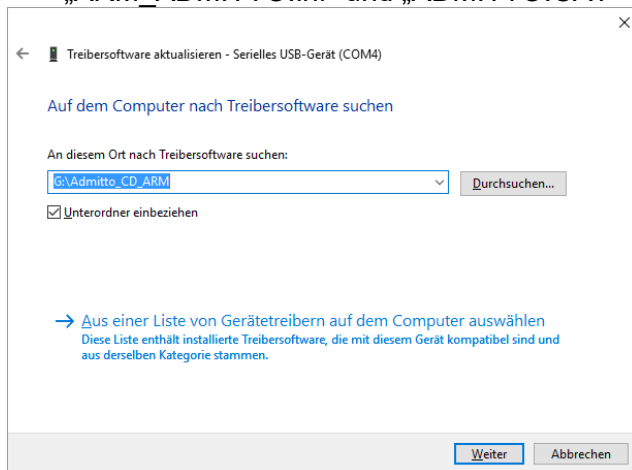 Treibersoftware aktualisieren - Serielles USB-Gerät (COM4)
Auf dem Computer nach Treibersoftware suchen
An diesem Ort nach Treibersoftware suchen:
G:\Admitto_CD_ARM
Durchsuchen...
Unterordner einbeziehen
Aus einer Liste von Gerätetreibern auf dem Computer auswählen
Diese Liste enthält installierte Treibersoftware, die mit diesem Gerät kompatibel sind und
aus derselben Kategorie stammen.
Weiter
Abbrechen